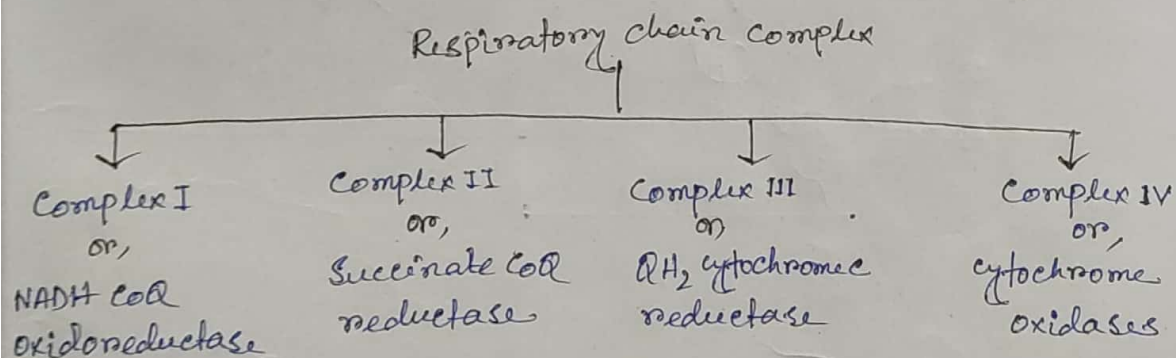 Respiratory chain complex
Complex I
or,
NADH CoQ
oxidoreductase
Complex II
or,
Succinate CoQ
reductase
Complex III
or
QH₂ cytochrome c
reductase
Complex IV
or,
cytochrome
oxidases